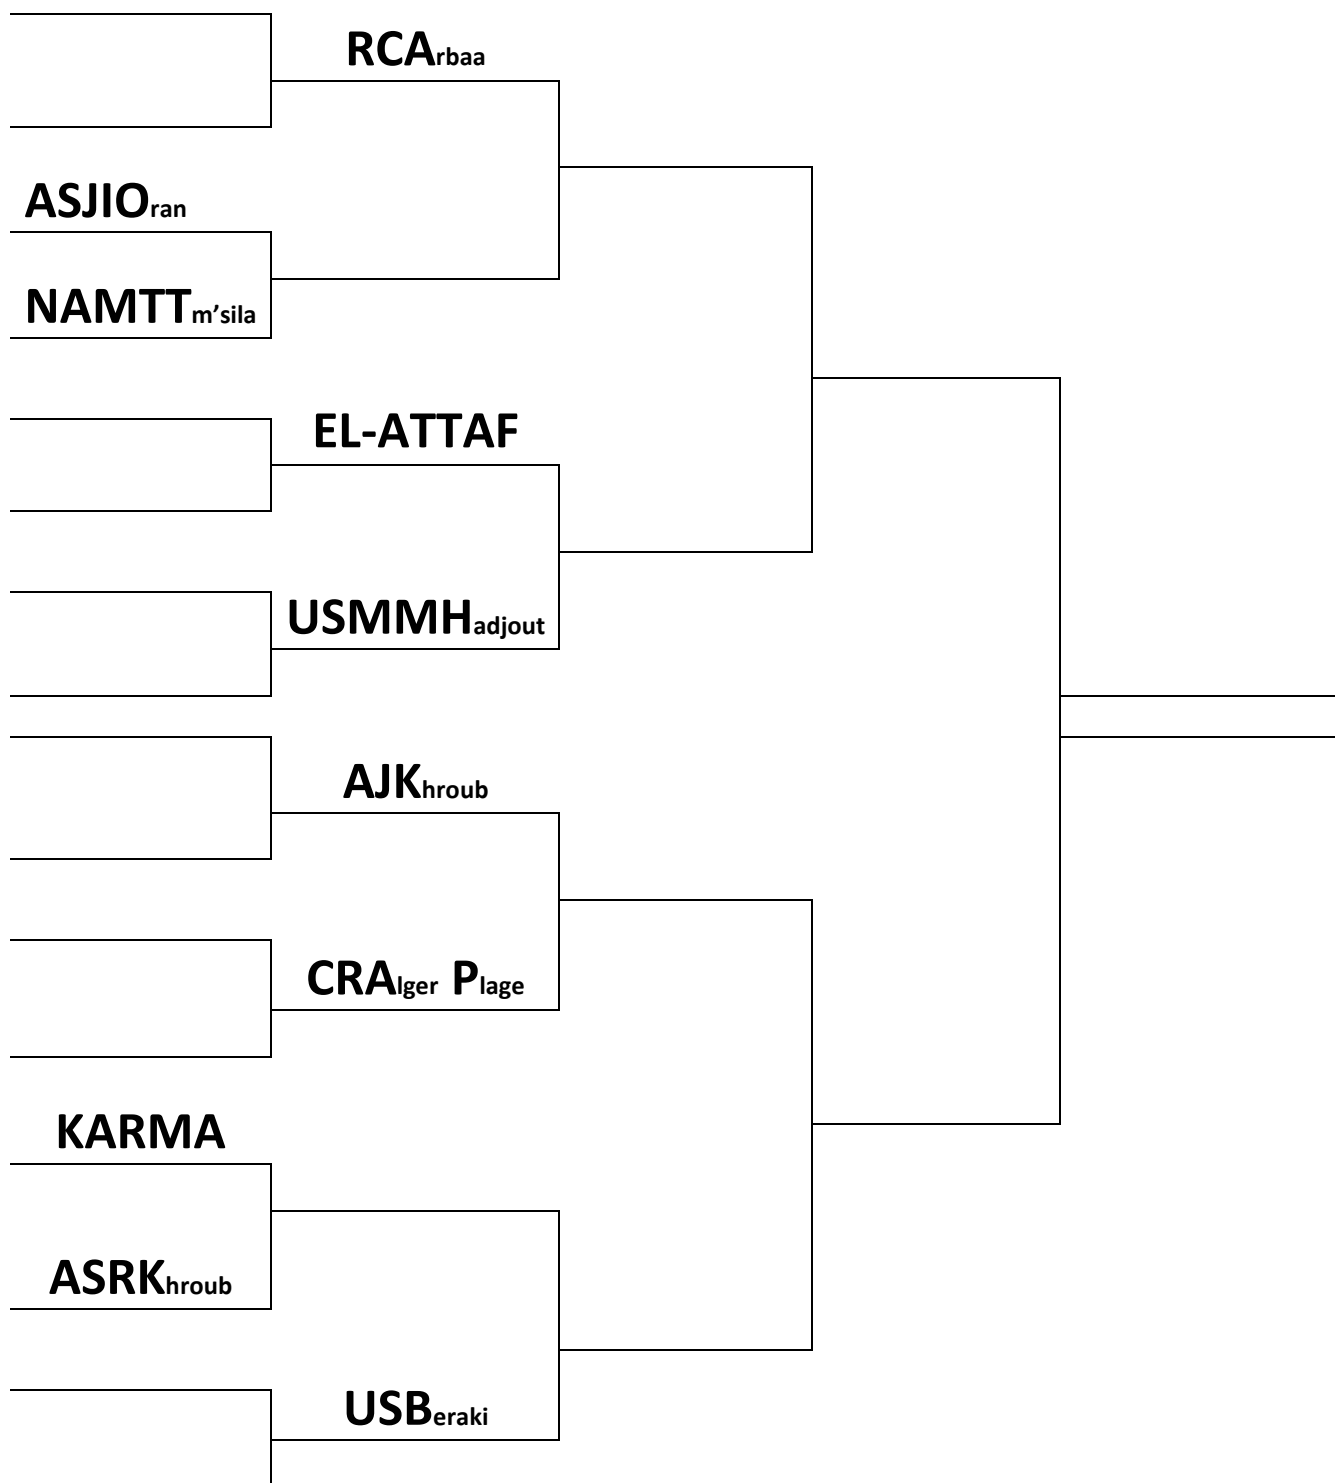 RCArbaa
ASJIOran
NAMTTm’sila
EL-ATTAF
USMMHadjout
AJKhroub
CRAlger Plage
KARMA
ASRKhroub
USBeraki